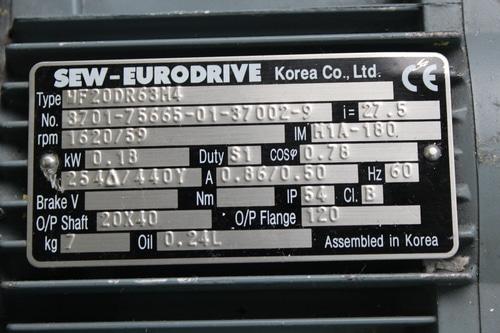 SEW-EURODRIVE Korea Co., Ltd. CE
Type HF20DR63M4
No. 3701-75665-01-37002-9 i= 27.5
rpm 1620/59 IM H1A-180
kW 0.18 Duty S1 cosφ 0.78
254Δ/440Y A 0.86/0.50 Hz 60
Brake V Nm IP 54 Cl. B
O/P Shaft 20X40 O/P Flange 120
kg 7 Oil 0.24L Assembled in Korea